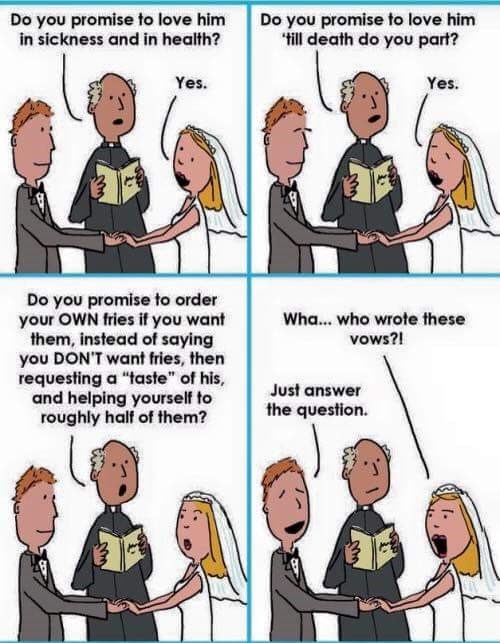 Do you promise to love him
in sickness and in health?
Yes.
Do you promise to love him
'till death do you part?
Yes.
Do you promise to order
your OWN fries if you want
them, instead of saying
you DON'T want fries, then
requesting a "taste" of his,
and helping yourself to
roughly half of them?
Wha... who wrote these
vows?!
Just answer
the question.